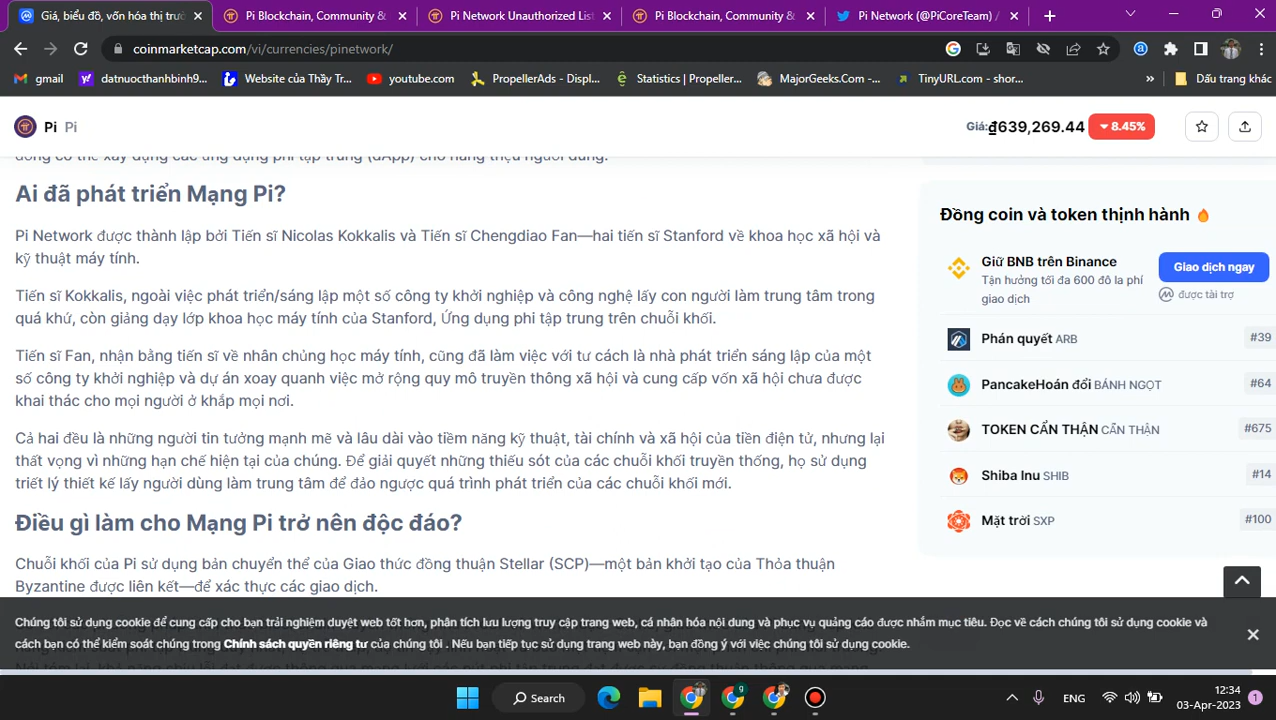 Giá, biểu đồ, vốn hóa thị trườ
Pi Blockchain, Community &
Pi Network Unauthorized List
Pi Blockchain, Community &
Pi Network (@PiCoreTeam) /
coinmarketcap.com/vi/currencies/pinetwork/
gmail
datnuocthanhbinh9...
Website của Thầy Tr...
youtube.com
PropellerAds - Displ...
Statistics | Propeller...
MajorGeeks.Com -...
TinyURL.com - shor...
»
Dấu trang khác
Pi Pi
Giá:₫639,269.44
8.45%
đồng có thể xây dựng các ứng dụng phi tập trung (dApp) cho hàng triệu người dùng.
Ai đã phát triển Mạng Pi?
Pi Network được thành lập bởi Tiến sĩ Nicolas Kokkalis và Tiến sĩ Chengdiao Fan—hai tiến sĩ Stanford về khoa học xã hội và
kỹ thuật máy tính.
Tiến sĩ Kokkalis, ngoài việc phát triển/sáng lập một số công ty khởi nghiệp và công nghệ lấy con người làm trung tâm trong
quá khứ, còn giảng dạy lớp khoa học máy tính của Stanford, Ứng dụng phi tập trung trên chuỗi khối.
Tiến sĩ Fan, nhận bằng tiến sĩ về nhân chủng học máy tính, cũng đã làm việc với tư cách là nhà phát triển sáng lập của một
số công ty khởi nghiệp và dự án xoay quanh việc mở rộng quy mô truyền thông xã hội và cung cấp vốn xã hội chưa được
khai thác cho mọi người ở khắp mọi nơi.
Cả hai đều là những người tin tưởng mạnh mẽ và lâu dài vào tiềm năng kỹ thuật, tài chính và xã hội của tiền điện tử, nhưng lại
thất vọng vì những hạn chế hiện tại của chúng. Để giải quyết những thiếu sót của các chuỗi khối truyền thống, họ sử dụng
triết lý thiết kế lấy người dùng làm trung tâm để đảo ngược quá trình phát triển của các chuỗi khối mới.
Điều gì làm cho Mạng Pi trở nên độc đáo?
Chuỗi khối của Pi sử dụng bản chuyển thể của Giao thức đồng thuận Stellar (SCP)—một bản khởi tạo của Thỏa thuận
Byzantine được liên kết—để xác thực các giao dịch.
Đồng coin và token thịnh hành
Giữ BNB trên Binance
Tận hưởng tối đa 600 đô la phí
giao dịch
Giao dịch ngay
được tài trợ
Phán quyết ARB
#39
PancakeHoán đổi BÁNH NGỌT
#64
TOKEN CẨN THẬN CẨN THẬN
#675
Shiba Inu SHIB
#14
Mặt trời SXP
#100
Chúng tôi sử dụng cookie để cung cấp cho bạn trải nghiệm duyệt web tốt hơn, phân tích lưu lượng truy cập trang web, cá nhân hóa nội dung và phục vụ quảng cáo được nhắm mục tiêu. Đọc về cách chúng tôi sử dụng cookie và
cách bạn có thể kiểm soát chúng trong Chính sách quyền riêng tư của chúng tôi . Nếu bạn tiếp tục sử dụng trang web này, bạn đồng ý với việc chúng tôi sử dụng cookie.
Search
9
ENG
12:34
03-Apr-2023
1